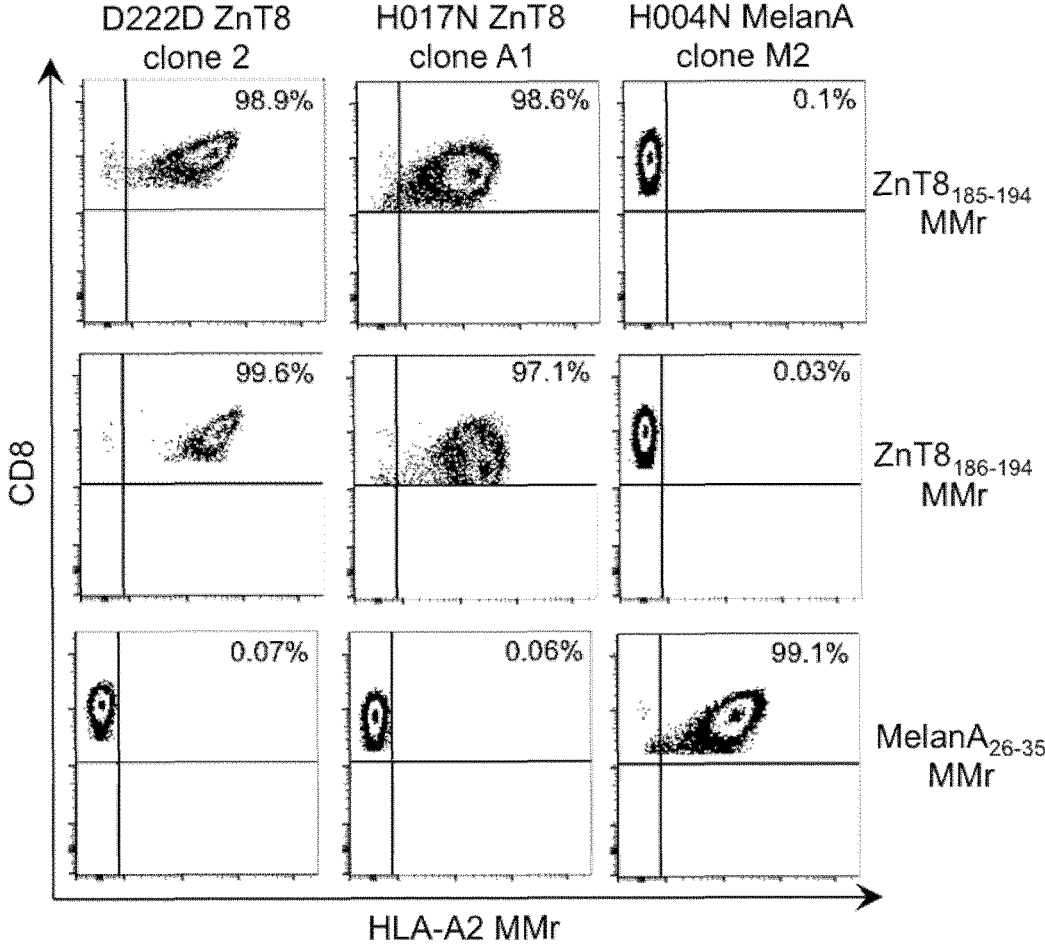 D222D ZnT8
clone 2
H017N ZnT8
clone A1
H004N MelanA
clone M2
98.9%
98.6%
0.1%
ZnT8185-194
MMr
99.6%
97.1%
0.03%
ZnT8186-194
MMr
0.07%
0.06%
99.1%
MelanA26-35
MMr
CD8
HLA-A2 MMr